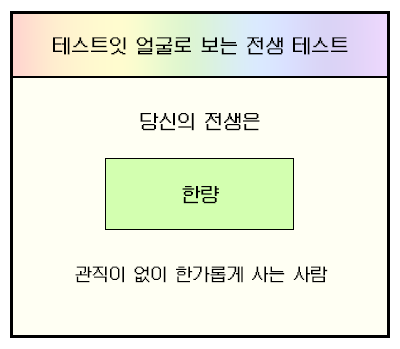 테스트잇 얼굴로 보는 전생 테스트
당신의 전생은
한량
관직이 없이 한가롭게 사는 사람